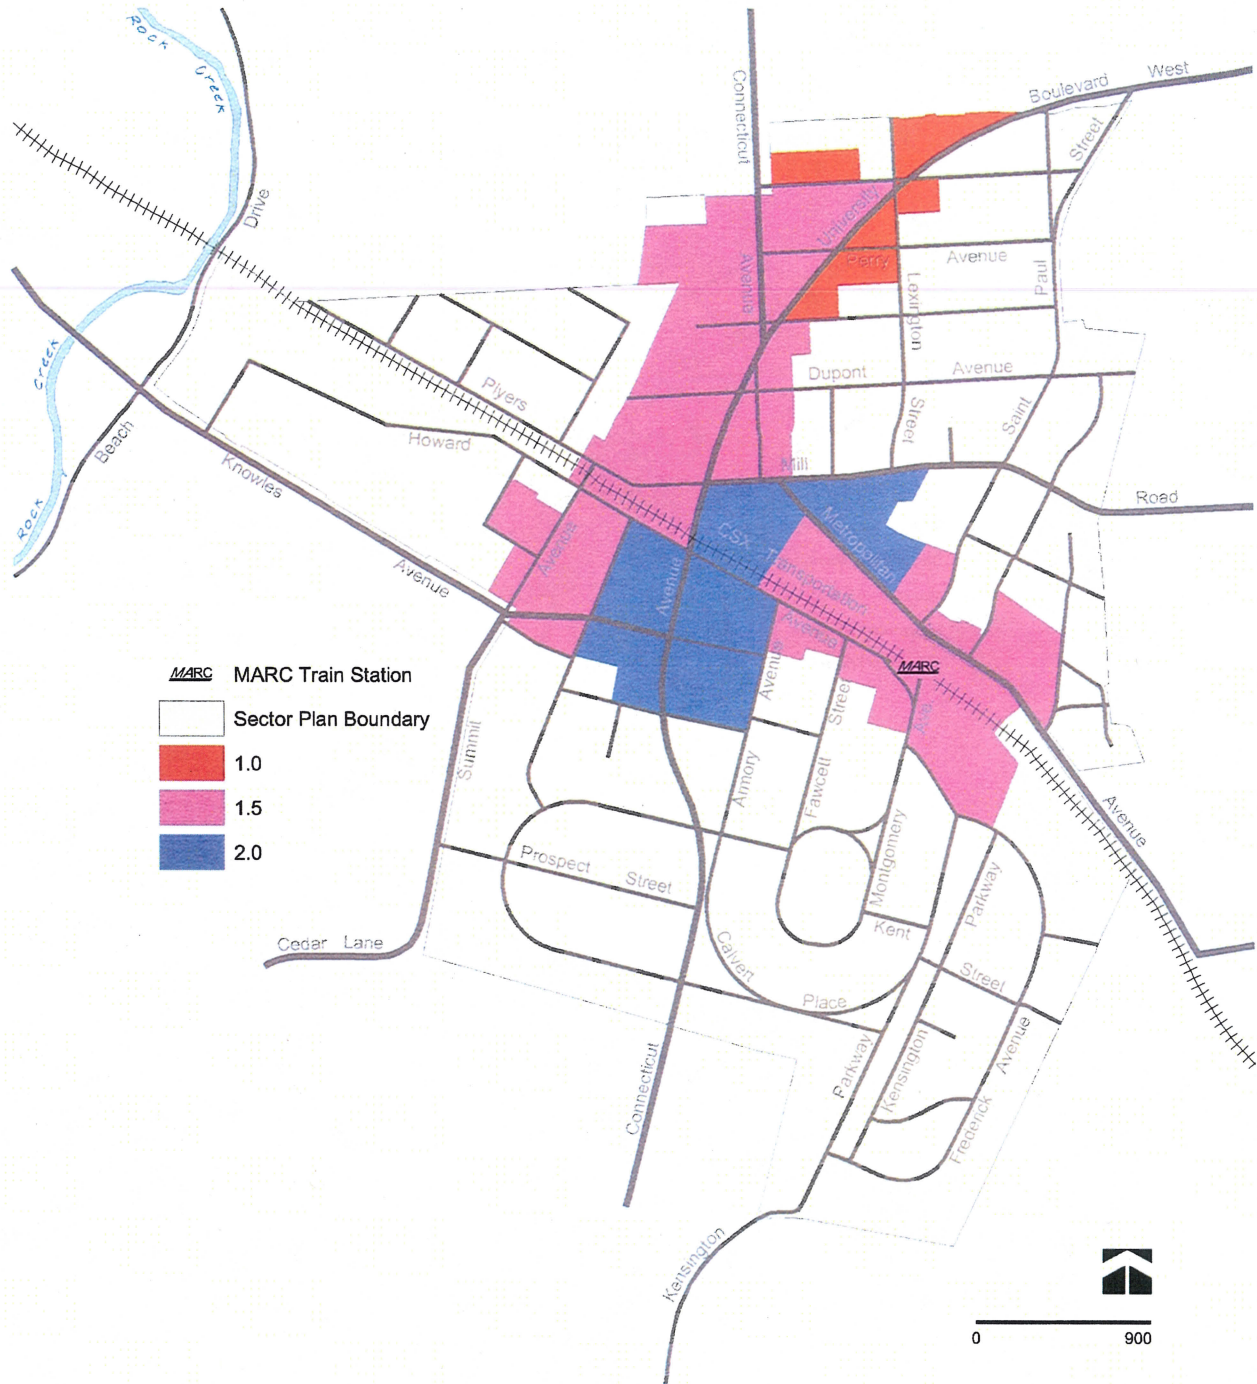 Rock
Creek
Connecticut
Avenue
Boulevard
West
Street
University
Perry
Avenue
Lexington
Street
Paul
Saint
Drive
Creek
Rock
Beach
Plyers
Howard
Knowles
Avenue
Dupont
Avenue
Mill
Road
Metropolitan
CSX Transportation
Avenue
Avenue
Avenue
MARC
MARC MARC Train Station
Sector Plan Boundary
1.0
1.5
2.0
Summit
Avenue
Armory
Street
Fawcett
Montgomery
Avenue
Prospect Street
Parkway
Kent
Street
Cedar Lane
Calvert
Place
Connecticut
Parkway
Kensington
Avenue
Frederick
Kensington
0 900